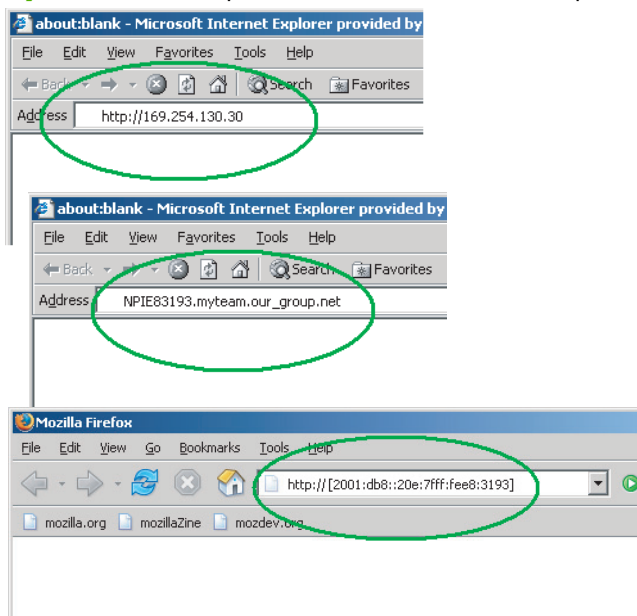 about:blank - Microsoft Internet Explorer provided by
File Edit View Favorites Tools Help
Back Search Favorites
Address http://169.254.130.30
about:blank - Microsoft Internet Explorer provided by
File Edit View Favorites Tools Help
Back Search Favorites
Address NPIE83193.myteam.our_group.net
Mozilla Firefox
File Edit View Go Bookmarks Tools Help
http://[2001:db8::20e:7fff:fee8:3193]
mozilla.org mozillaZine mozdev.org